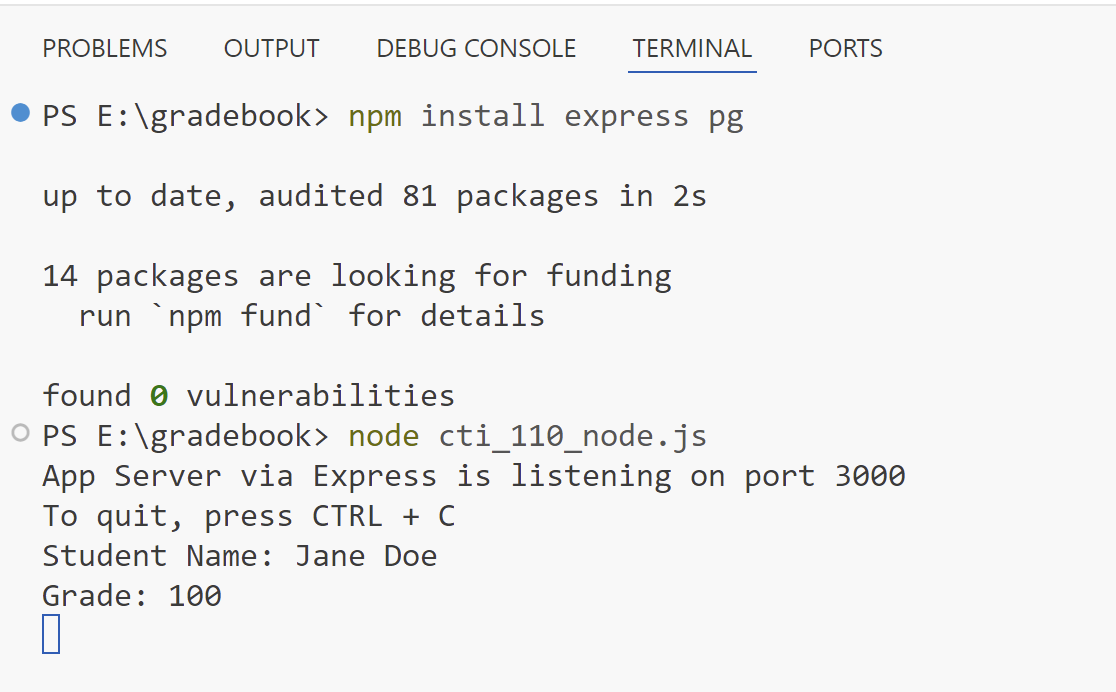 PROBLEMS OUTPUT DEBUG CONSOLE TERMINAL PORTS
PS E:\gradebook> npm install express pg
up to date, audited 81 packages in 2s
14 packages are looking for funding
  run `npm fund` for details
found 0 vulnerabilities
PS E:\gradebook> node cti_110_node.js
App Server via Express is listening on port 3000
To quit, press CTRL + C
Student Name: Jane Doe
Grade: 100